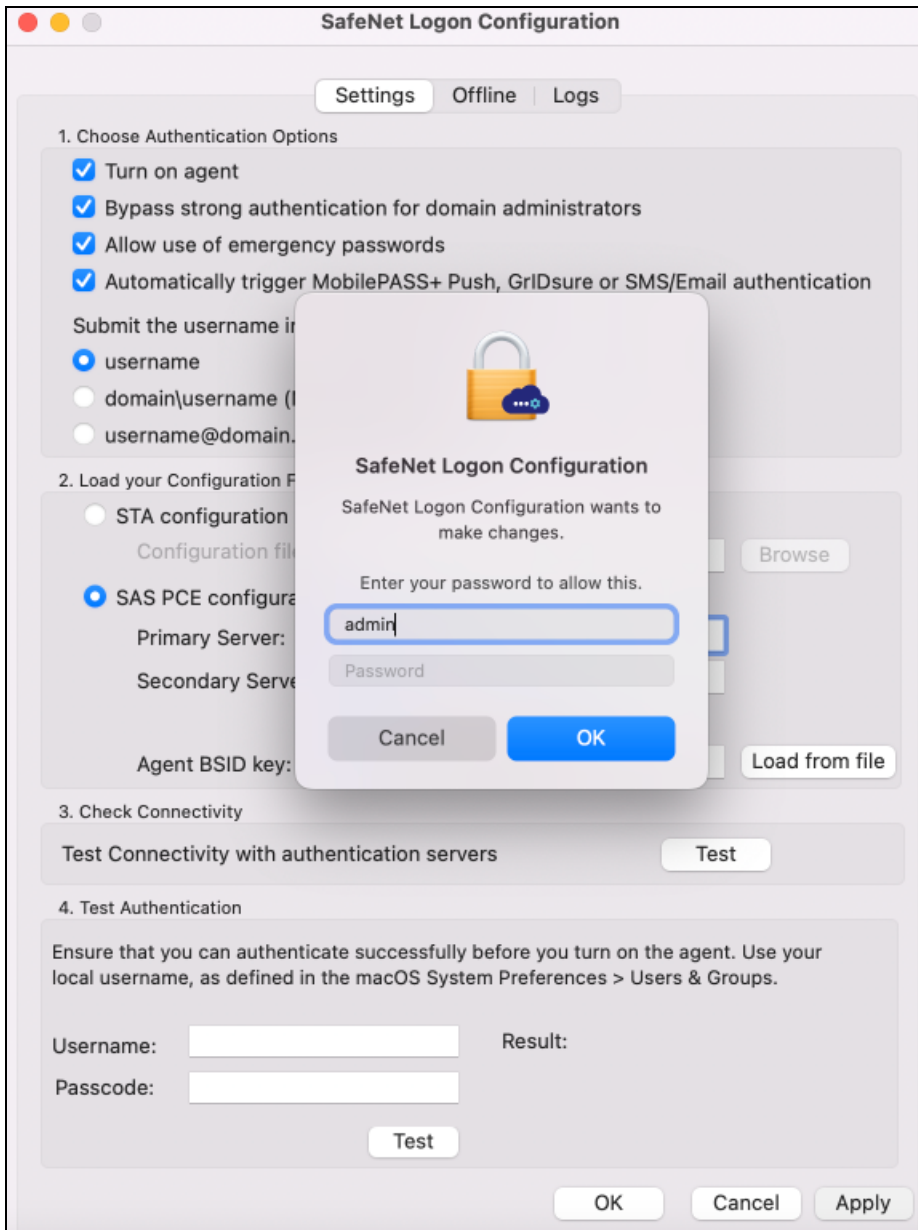 SafeNet Logon Configuration
Settings Offline Logs
1. Choose Authentication Options
Turn on agent
Bypass strong authentication for domain administrators
Allow use of emergency passwords
Automatically trigger MobilePASS+ Push, GrIDsure or SMS/Email authentication
Submit the username
username
domain\username
username@domain.
2. Load your Configuration
STA configuration
Configuration
Browse
SAS PCE
Primary Server:
Secondary
Agent BSID key:
Load from file
SafeNet Logon Configuration
SafeNet Logon Configuration wants to
make changes.
Enter your password to allow this.
admin
Password
Cancel OK
3. Check Connectivity
Test Connectivity with authentication servers Test
4. Test Authentication
Ensure that you can authenticate successfully before you turn on the agent. Use your
local username, as defined in the macOS System Preferences > Users & Groups.
Username: Result:
Passcode:
Test
OK Cancel Apply